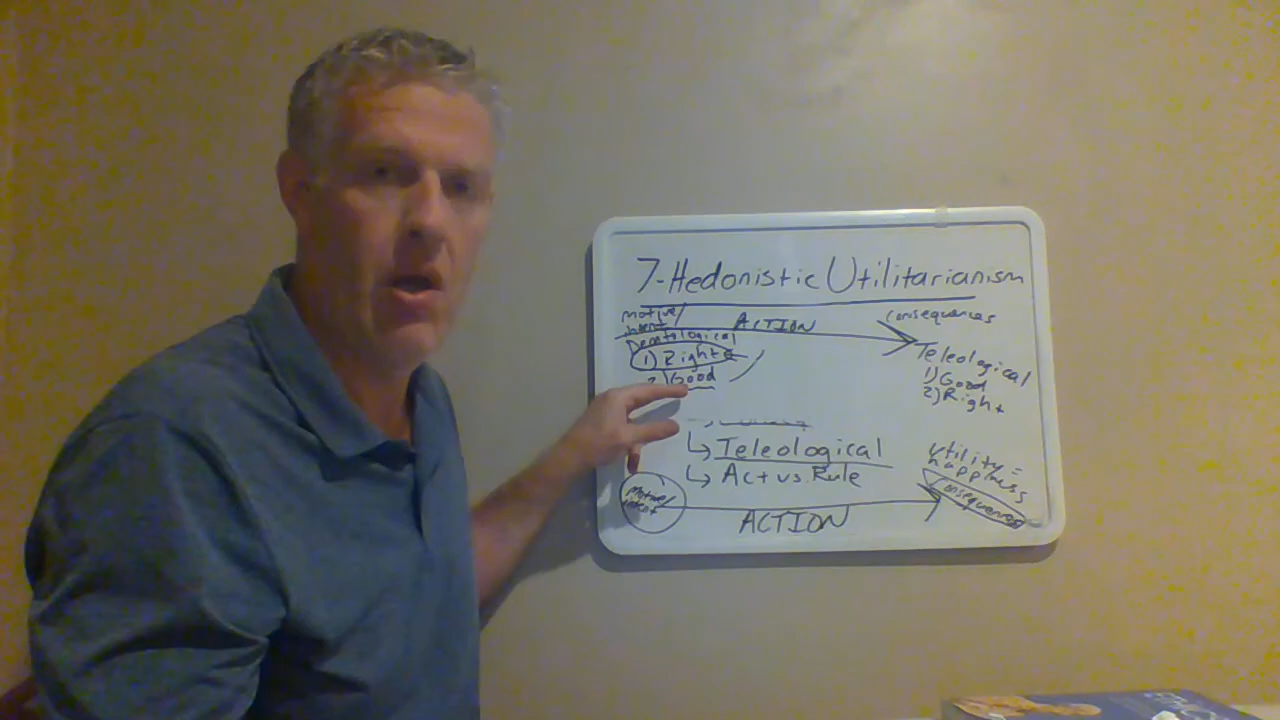 7-Hedonistic Utilitarianism
Motive/
Intent
ACTION
consequences
Deontological
1) Right
2) Good
Teleological
1) Good
2) Right
↳ Teleological
↳ Act vs. Rule
Utility =
happiness
consequences
Motive/
ACTION